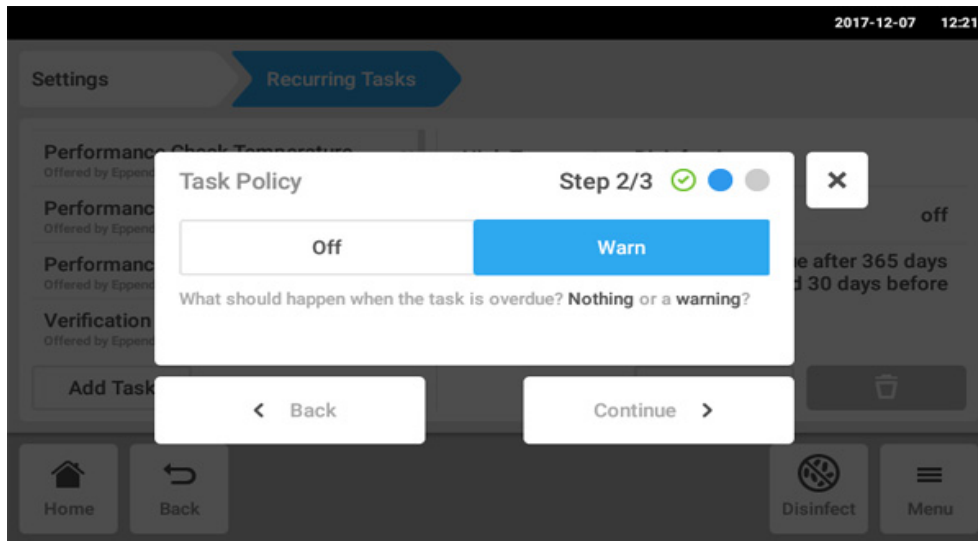 2017-12-07 12:21
Settings
Recurring Tasks
Performance Check Temperature
Offered by Eppend
Task Policy
Step 2/3
Performanc
Offered by Eppend
off
Off
Warn
Performanc
Offered by Eppend
e after 365 days
d 30 days before
What should happen when the task is overdue? Nothing or a warning?
Verification
Offered by Eppend
Add Task
Back
Continue
Home
Back
Disinfect
Menu